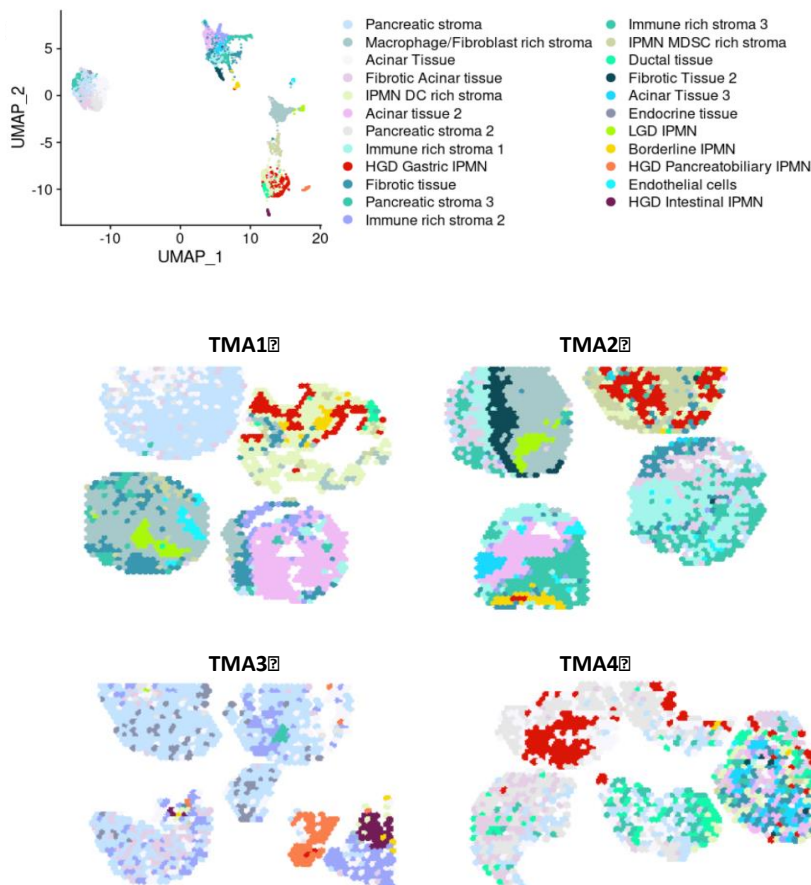 UMAP_2
5
0
-5
-10
-10
0
10
20
UMAP_1
Pancreatic stroma
Macrophage/Fibroblast rich stroma
Acinar Tissue
Fibrotic Acinar tissue
IPMN DC rich stroma
Acinar tissue 2
Pancreatic stroma 2
Immune rich stroma 1
HGD Gastric IPMN
Fibrotic tissue
Pancreatic stroma 3
Immune rich stroma 2
Immune rich stroma 3
IPMN MDSC rich stroma
Ductal tissue
Fibrotic Tissue 2
Acinar Tissue 3
Endocrine tissue
LGD IPMN
Borderline IPMN
HGD Pancreatobiliary IPMN
Endothelial cells
HGD Intestinal IPMN
TMA1⍰
TMA2⍰
TMA3⍰
TMA4⍰